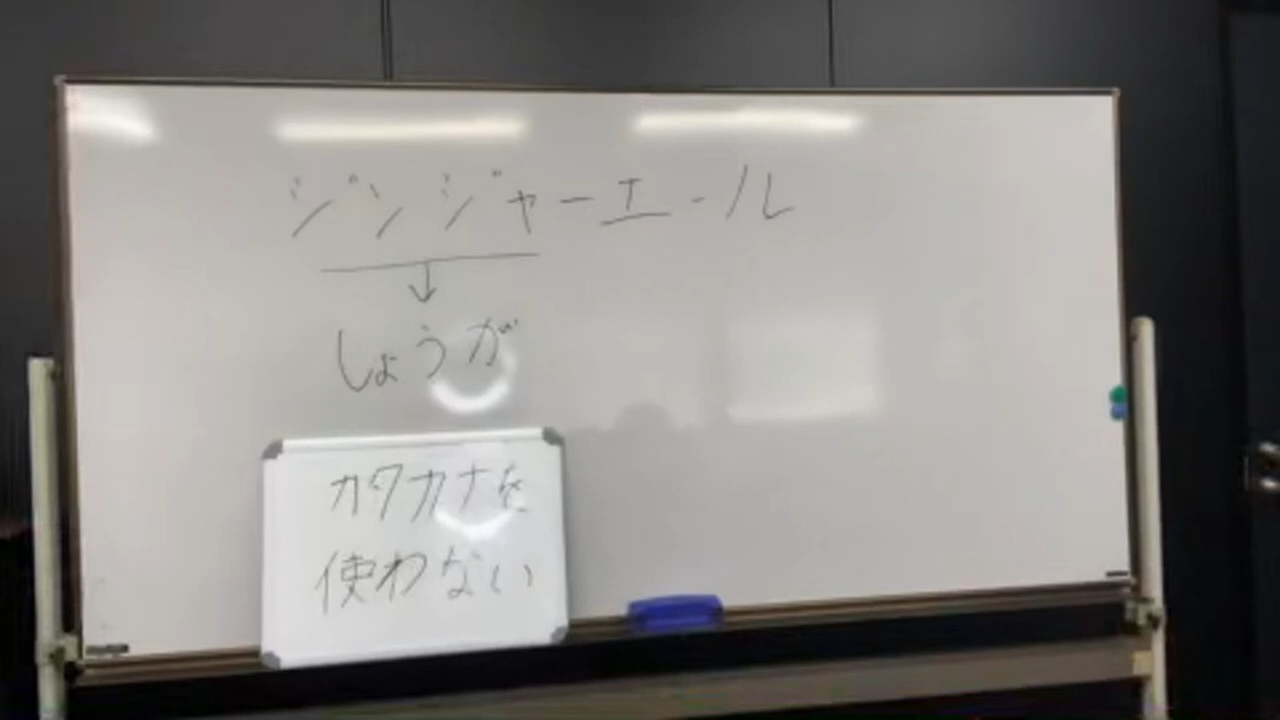 ジンジャーエール
↓
しょうが
カタカナを
使わない